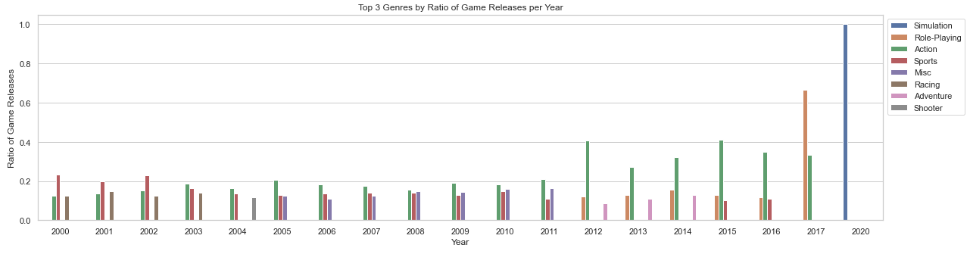 Top 3 Genres by Ratio of Game Releases per Year
Ratio of Game Releases
1.0
0.8
0.6
0.4
0.2
0.0
2000 2001 2002 2003 2004 2005 2006 2007 2008 2009 2010 2011 2012 2013 2014 2015 2016 2017 2020
Year
Simulation
Role-Playing
Action
Sports
Misc
Racing
Adventure
Shooter